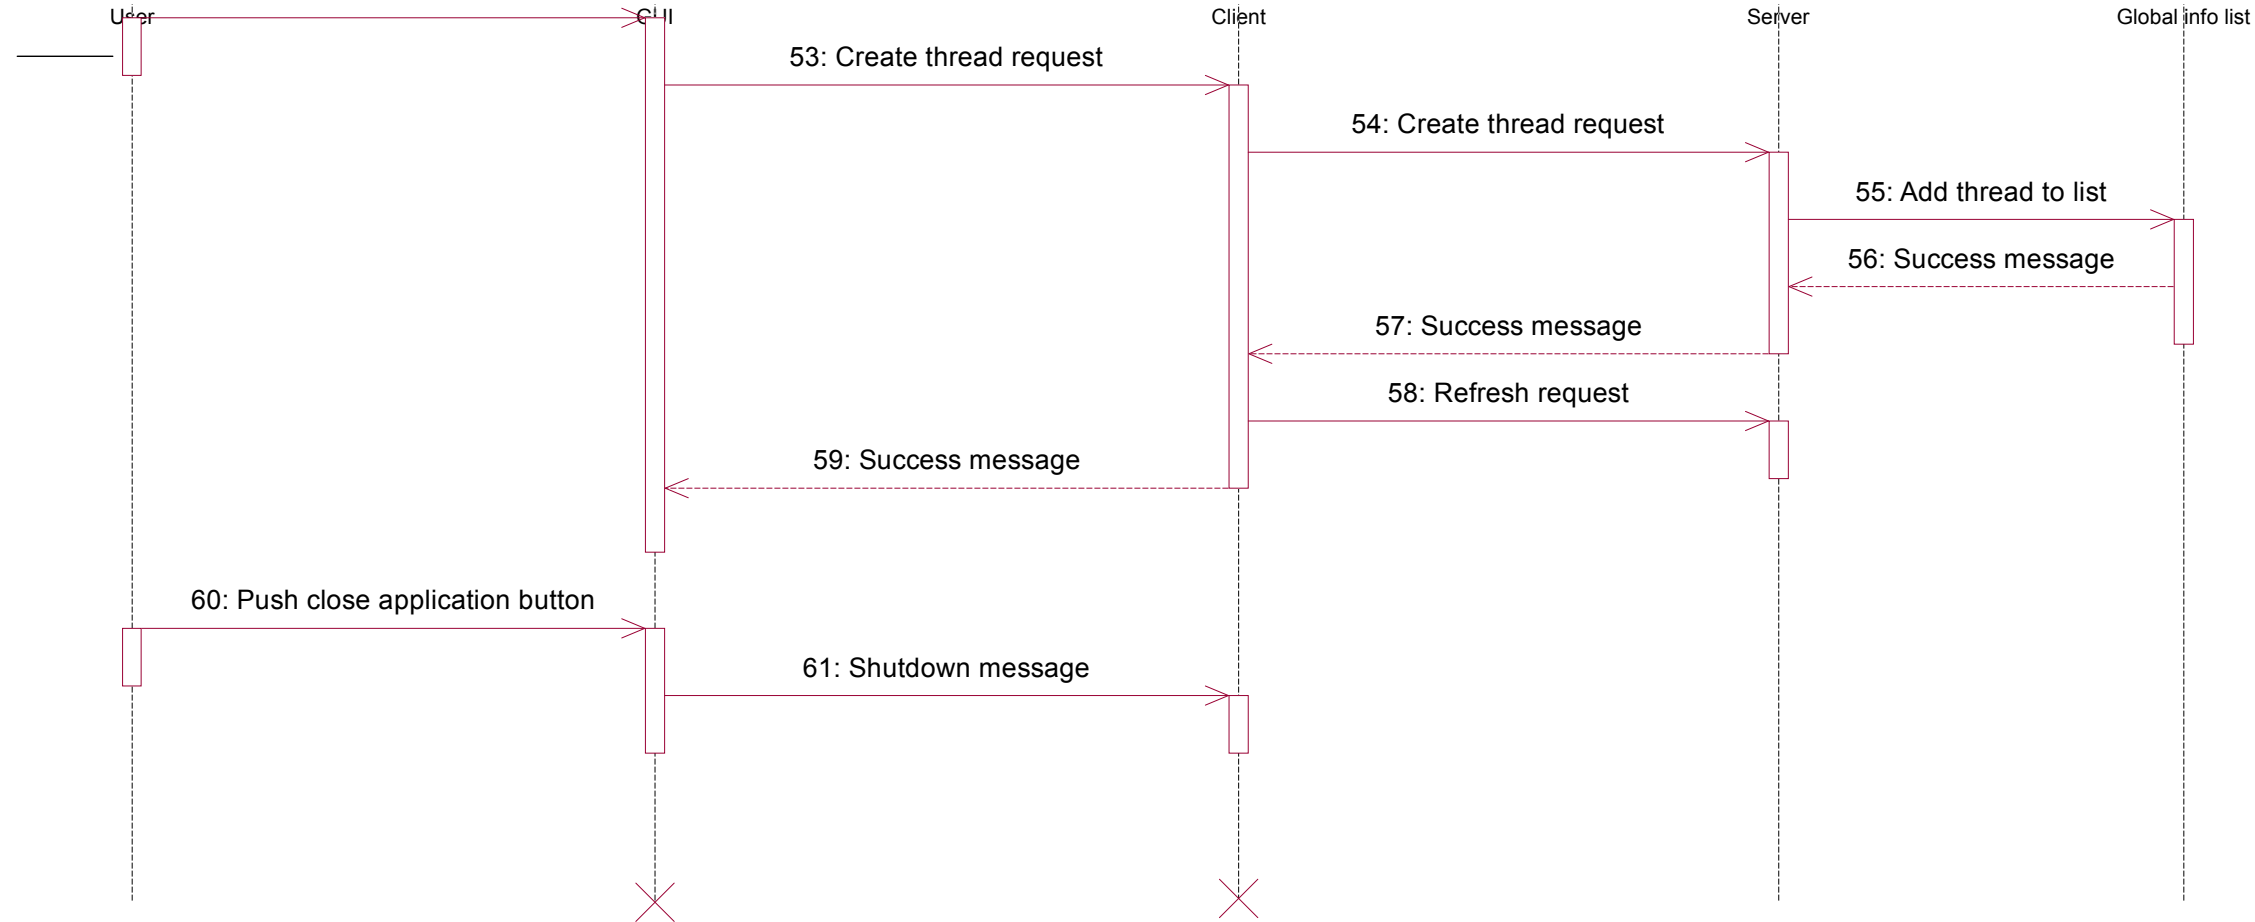 User
GUI
Client
Server
Global info list
53: Create thread request
54: Create thread request
55: Add thread to list
56: Success message
57: Success message
58: Refresh request
59: Success message
60: Push close application button
61: Shutdown message